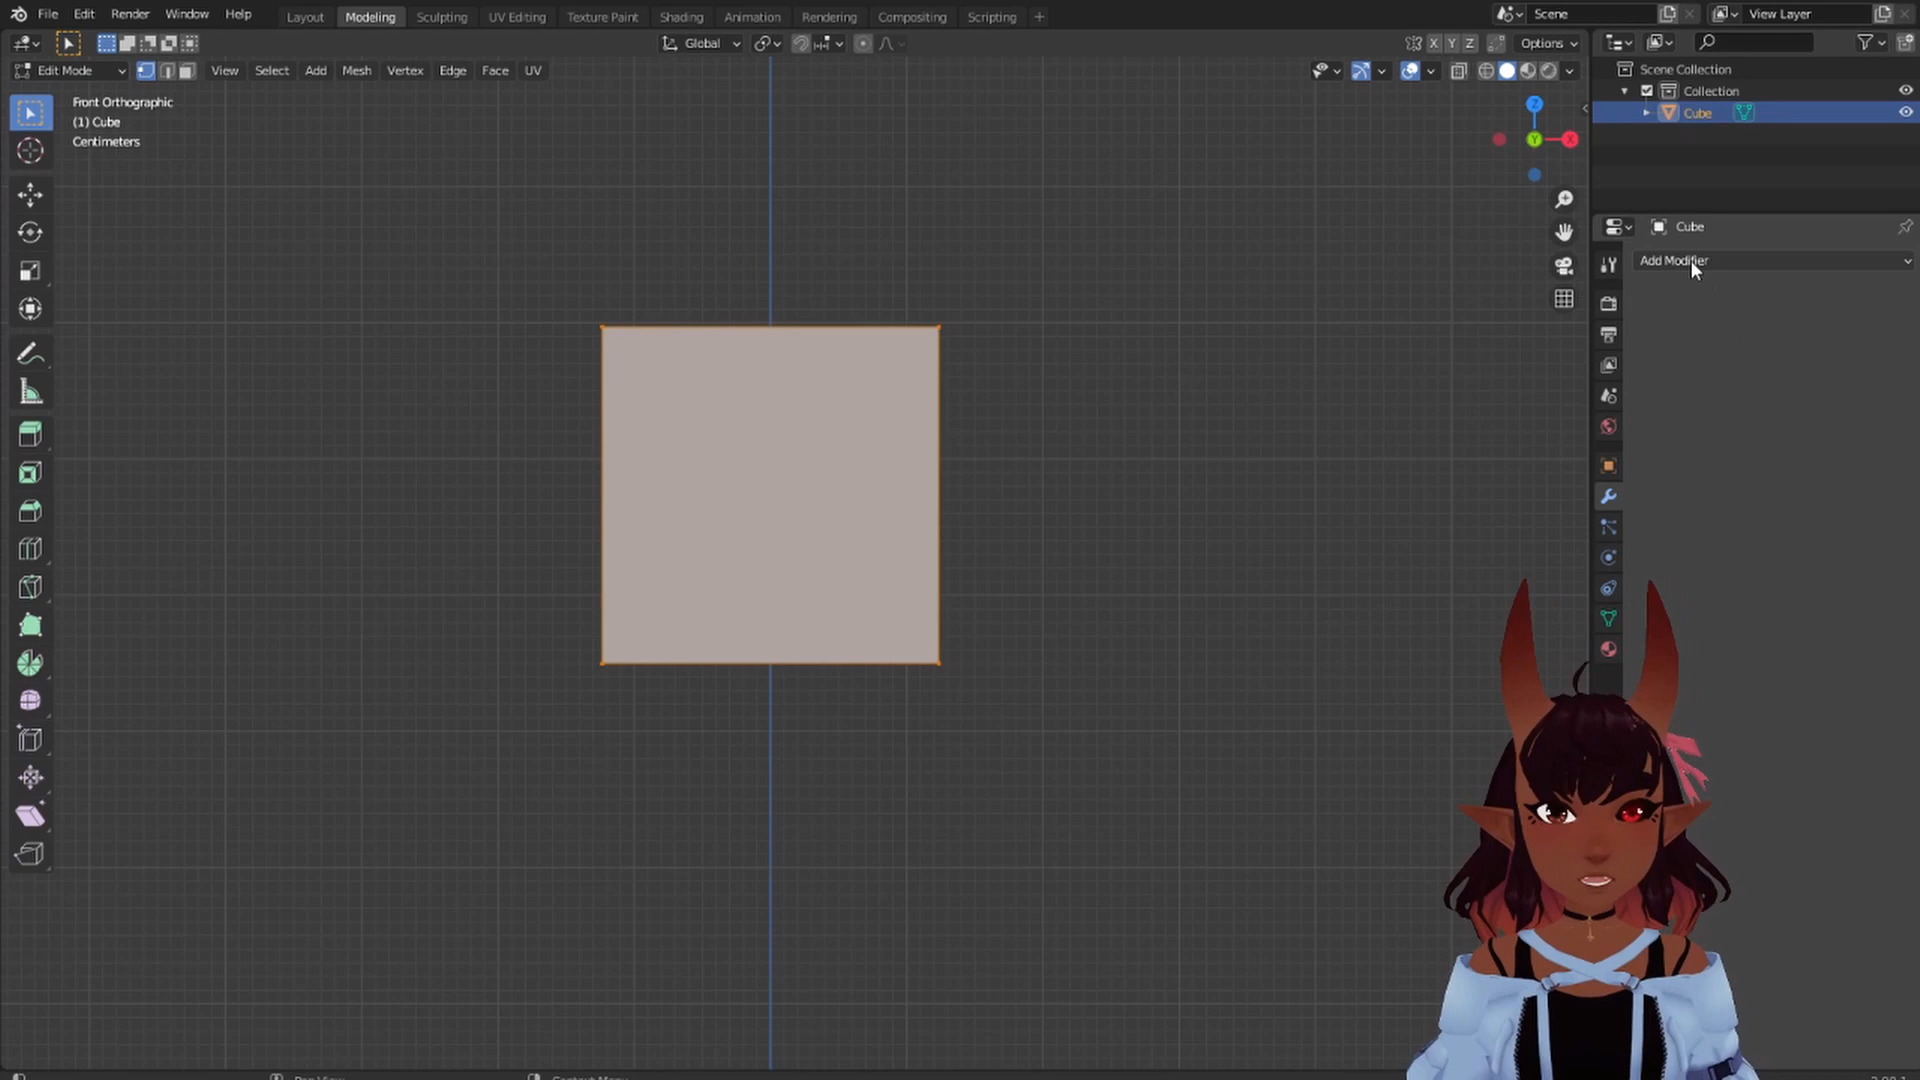 File Edit Render Window Help
Layout Modeling Sculpting UV Editing Texture Paint Shading Animation Rendering Compositing Scripting +
Scene
View Layer
Global
X Y Z
Options
Edit Mode
View Select Add Mesh Vertex Edge Face UV
Front Orthographic
(1) Cube
Centimeters
Z
Y
X
Scene Collection
Collection
Cube
Cube
Add Modifier